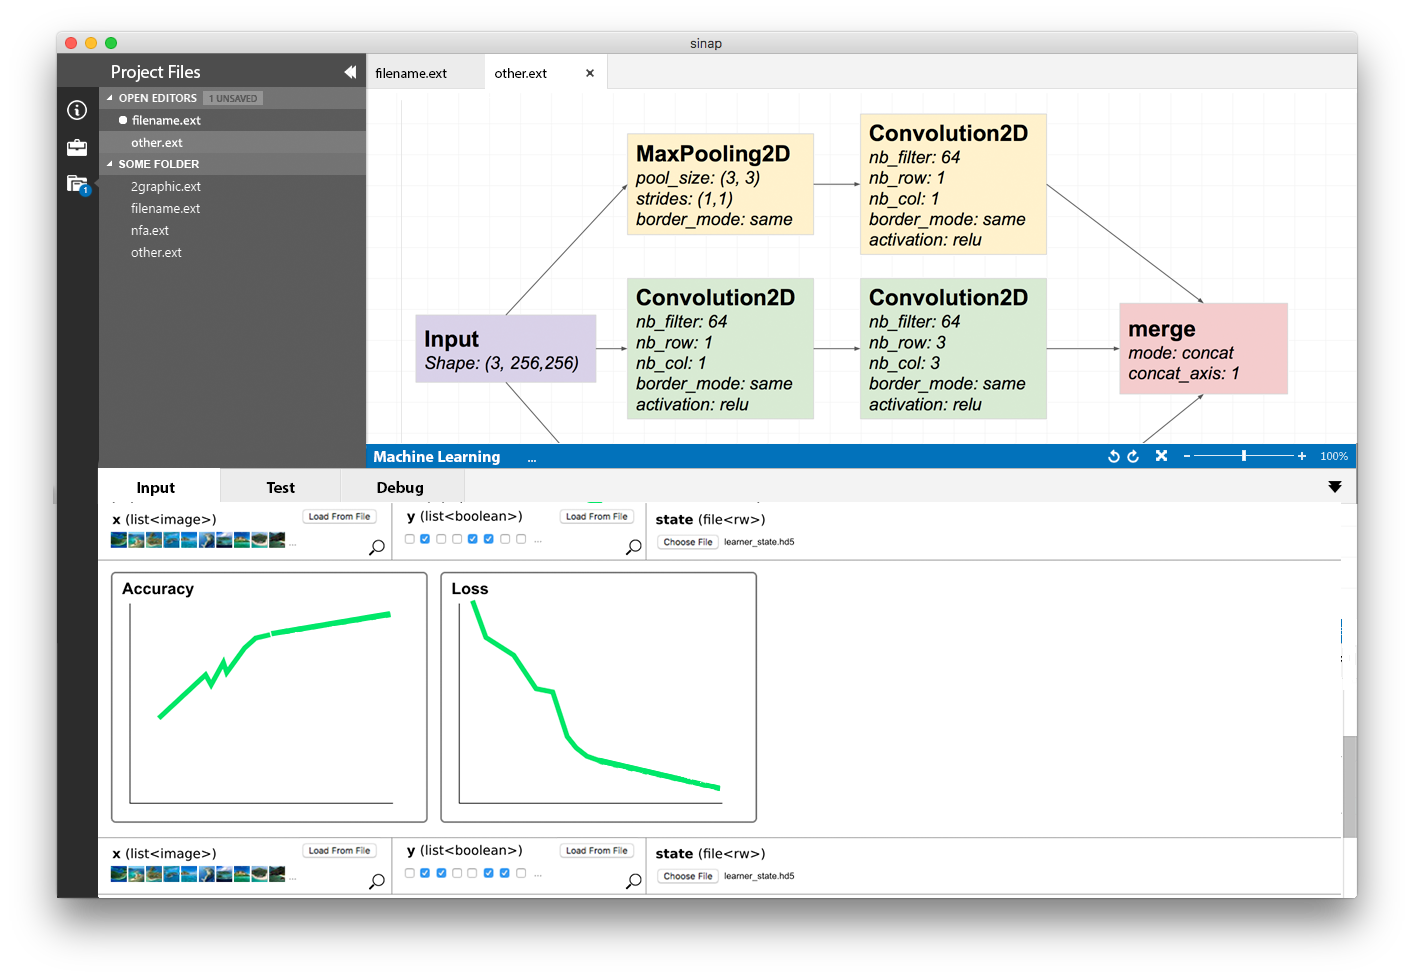 sinap
Project Files
filename.ext
other.ext
OPEN EDITORS 1 UNSAVED
filename.ext
other.ext
SOME FOLDER
2graphic.ext
filename.ext
nfa.ext
other.ext
1
MaxPooling2D
pool_size: (3, 3)
strides: (1,1)
border_mode: same
Convolution2D
nb_filter: 64
nb_row: 1
nb_col: 1
border_mode: same
activation: relu
Input
Shape: (3, 256,256)
Convolution2D
nb_filter: 64
nb_row: 1
nb_col: 1
border_mode: same
activation: relu
Convolution2D
nb_filter: 64
nb_row: 3
nb_col: 3
border_mode: same
activation: relu
merge
mode: concat
concat_axis: 1
Machine Learning ...
100%
Input
Test
Debug
x (list<image>)
Load From File
...
y (list<boolean>)
Load From File
...
state (file<rw>)
Choose File learner_state.hd5
Accuracy
Loss
x (list<image>)
Load From File
...
y (list<boolean>)
Load From File
...
state (file<rw>)
Choose File learner_state.hd5